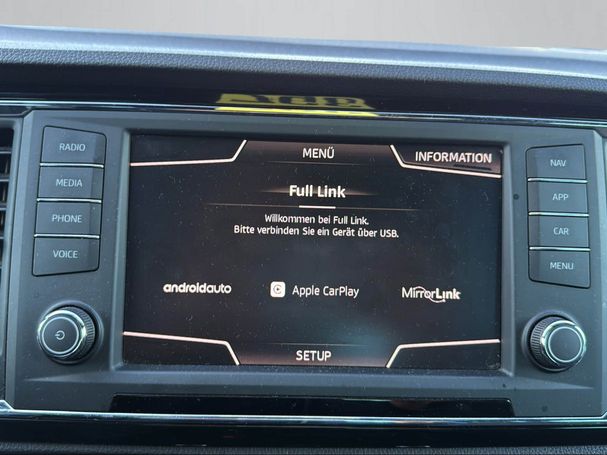 RADIO
MEDIA
PHONE
VOICE
MENÜ
INFORMATION
Full Link
Willkommen bei Full Link.
Bitte verbinden Sie ein Gerät über USB.
androidauto
Apple CarPlay
MirrorLink
SETUP
NAV
APP
CAR
MENU